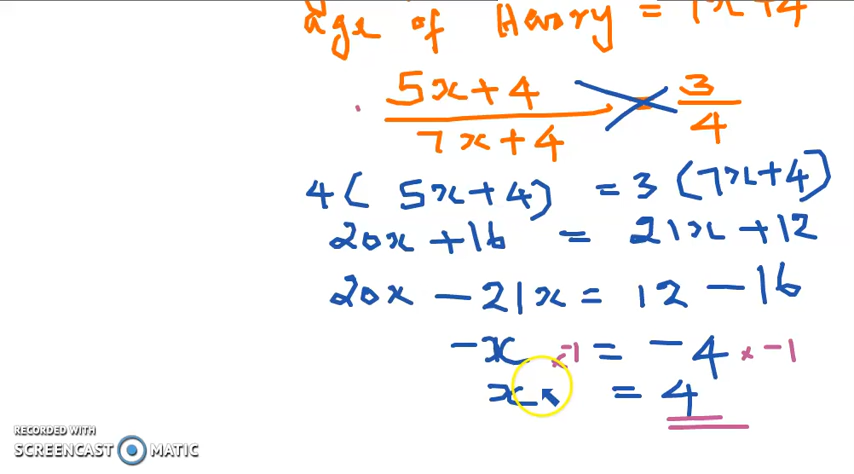 age of Henry = 7x+4
5x+4 / 7x+4 = 3/4
4( 5x+4) = 3 (7x+4)
20x +16 = 21x +12
20x - 21x = 12 - 16
-x × -1 = -4 × -1
x = 4
RECORDED WITH
SCREENCAST MATIC